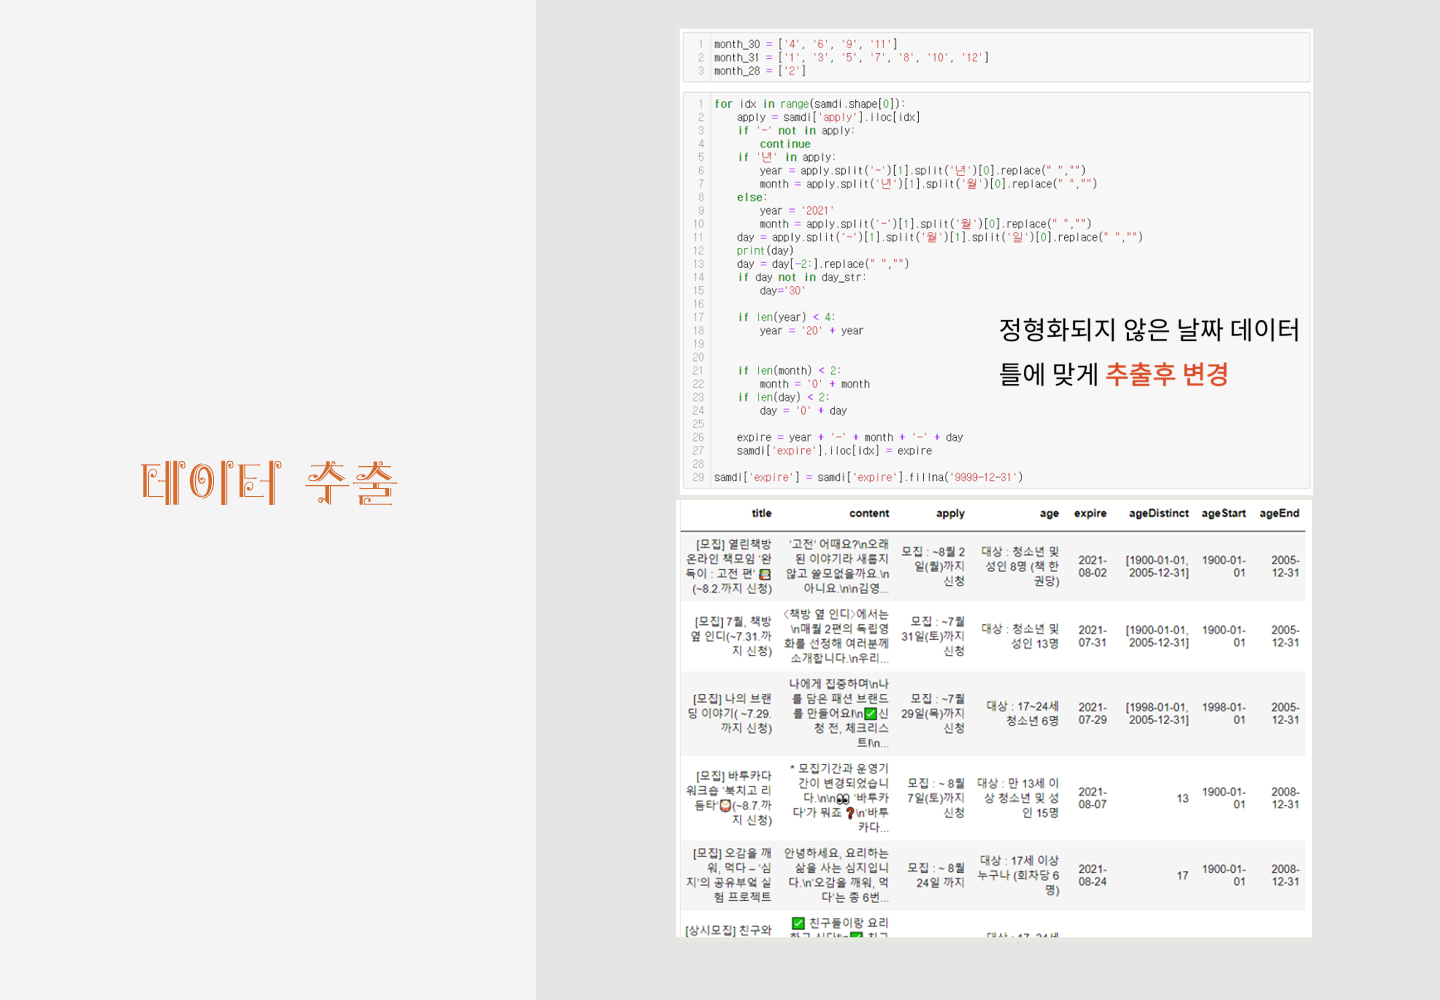 데이터 추출
1 month_30 = ['4', '6', '9', '11']
2 month_31 = ['1', '3', '5', '7', '8', '10', '12']
3 month_28 = ['2']
1 for idx in range(samdi.shape[0]):
2 apply = samdi['apply'].iloc[idx]
3 if '~' not in apply:
4 continue
5 if '년' in apply:
6 year = apply.split('~')[1].split('년')[0].replace(" ","")
7 month = apply.split('년')[1].split('월')[0].replace(" ","")
8 else:
9 year = '2021'
10 month = apply.split('~')[1].split('월')[0].replace(" ","")
11 day = apply.split('~')[1].split('월')[1].split('일')[0].replace(" ","")
12 print(day)
13 day = day[-2:].replace(" ","")
14 if day not in day_str:
15 day='30'
16
17 if len(year) < 4:
18 year = '20' + year
19
20
21 if len(month) < 2:
22 month = '0' + month
23 if len(day) < 2:
24 day = '0' + day
25
26 expire = year + '-' + month + '-' + day
27 samdi['expire'].iloc[idx] = expire
28
29 samdi['expire'] = samdi['expire'].fillna('9999-12-31')
정형화되지 않은 날짜 데이터
틀에 맞게 추출후 변경
title content apply age expire ageDistinct ageStart ageEnd
[모집] 열린책방
온라인 책모임 '완
독이 : 고전 편'
(~8.2.까지 신청)
'고전' 어때요?\n오래
된 이야기라 새롭지
않고 쓸모없을까요.\n
아니요.\n\n김영...
모집 : ~8월 2
일(월)까지
신청
대상 : 청소년 및
성인 8명 (책 한
권당)
2021-
08-02
[1900-01-01,
2005-12-31]
1900-01-
01
2005-
12-31
[모집] 7월, 책방
옆 인디(~7.31.까
지 신청)
〈책방 옆 인디〉에서는
\n매월 2편의 독립영
화를 선정해 여러분께
소개합니다.\n우리...
모집 : ~7월
31일(토)까지
신청
대상 : 청소년 및
성인 13명
2021-
07-31
[1900-01-01,
2005-12-31]
1900-01-
01
2005-
12-31
[모집] 나의 브랜
딩 이야기( ~7.29.
까지 신청)
나에게 집중하며\n나
를 담은 패션 브랜드
를 만들어요!\n✅신
청 전, 체크리스
트!\n...
모집 : ~7월
29일(목)까지
신청
대상 : 17~24세
청소년 6명
2021-
07-29
[1998-01-01,
2005-12-31]
1998-01-
01
2005-
12-31
[모집] 바투카다
워크숍 '북치고 리
듬타'(~8.7.까
지 신청)
* 모집기간과 운영기
간이 변경되었습니
다.\n\n👀 '바투카
다'가 뭐죠❓\n'바투
카다...
모집 : ~ 8월
7일(토)까지
신청
대상 : 만 13세 이
상 청소년 및 성
인 15명
2021-
08-07
13
1900-01-
01
2008-
12-31
[모집] 오감을 깨
워, 먹다 – '심
지'의 공유부엌 실
험 프로젝트
안녕하세요, 요리하는
삶을 사는 심지입니
다.\n'오감을 깨워, 먹
다'는 총 6번...
모집 : ~ 8월
24일 까지
대상 : 17세 이상
누구나 (회차당 6
명)
2021-
08-24
17
1900-01-
01
2008-
12-31
[상시모집] 친구와
✅ 친구들이랑 요리